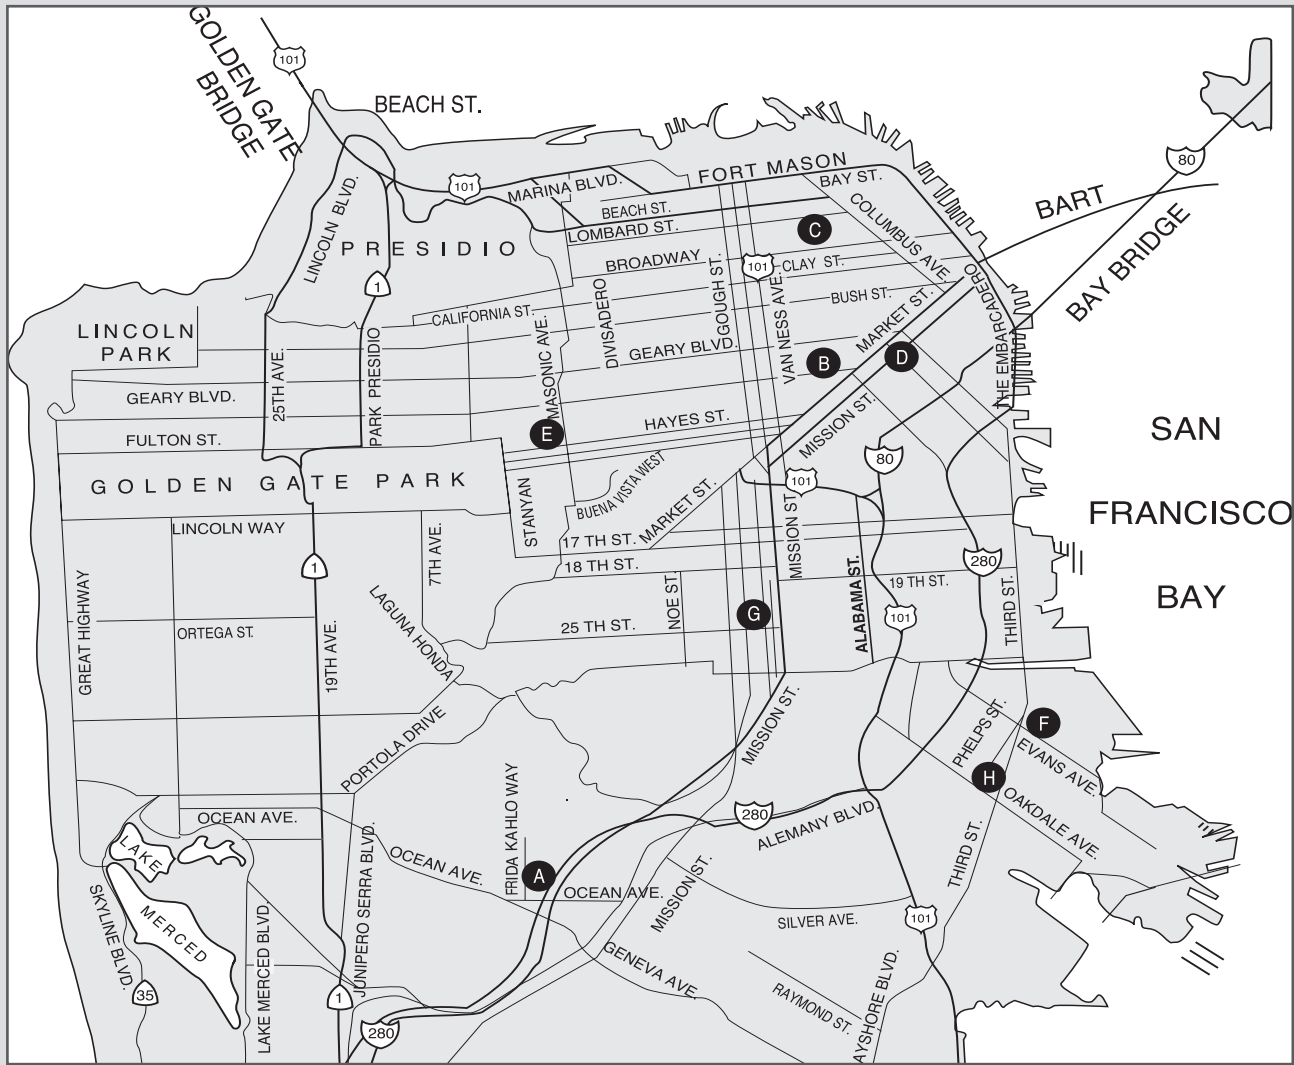 GOLDEN GATE
BRIDGE
101
BEACH ST.
80
BART
BAY BRIDGE
FORT MASON
101
MARINA BLVD.
BAY ST.
BEACH ST.
COLUMBUS AVE.
LOMBARD ST.
C
LINCOLN BLVD.
PRESIDIO
BROADWAY
GOUGH ST.
101
CLAY ST.
1
VAN NESS AVE.
BUSH ST.
MARKET ST.
THE EMBARCADERO
CALIFORNIA ST.
MASONIC AVE.
DIVISADERO
LINCOLN
PARK
25TH AVE.
PARK PRESIDIO
GEARY BLVD.
B
D
GEARY BLVD.
FULTON ST.
E
HAYES ST.
MISSION ST.
SAN
FRANCISCO
BAY
GOLDEN GATE PARK
80
101
BUENA VISTA WEST
MARKET ST.
STANYAN
LINCOLN WAY
7TH AVE.
17 TH ST.
18 TH ST.
MISSION ST.
ALABAMA ST.
280
19 TH ST.
THIRD ST.
1
GREAT HIGHWAY
ORTEGA ST.
19TH AVE.
LAGUNA HONDA
NOE ST.
25 TH ST.
G
101
PORTOLA DRIVE
MISSION ST.
PHELPS ST.
F
EVANS AVE.
H
OAKDALE AVE.
OCEAN AVE.
280
ALEMANY BLVD.
FRIDA KAHLO WAY
A
OCEAN AVE.
OCEAN AVE.
MISSION ST.
THIRD ST.
LAKE
MERCED
SKYLINE BLVD.
35
LAKE MERCED BLVD.
JUNIPERO SERRA BLVD.
1
280
SILVER AVE.
101
GENEVA AVE.
RAYMOND ST.
AYSHORE BLVD.